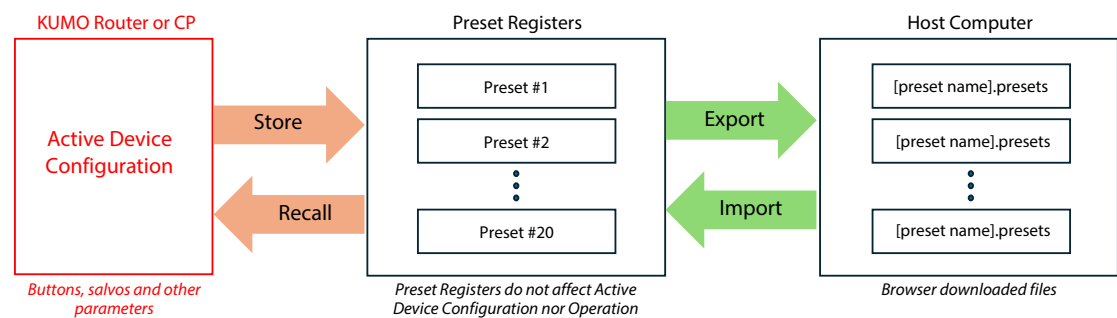 KUMO Router or CP
Active Device
Configuration
Buttons, salvos and other
parameters
Store
Recall
Preset Registers
Preset #1
Preset #2
Preset #20
Preset Registers do not affect Active
Device Configuration nor Operation
Export
Import
Host Computer
[preset name].presets
[preset name].presets
[preset name].presets
Browser downloaded files